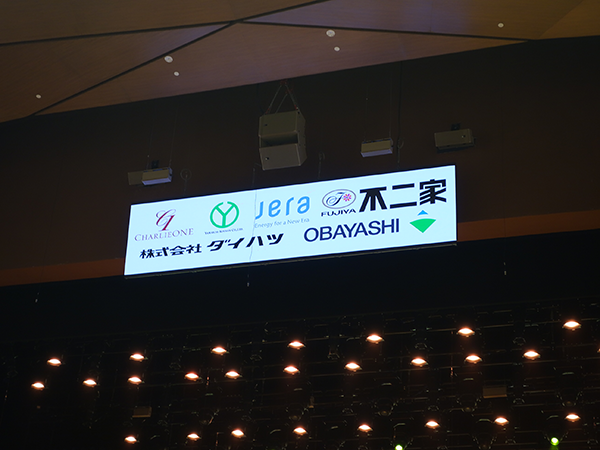 CHARLIEONE
Y
Jera
Energy for a New Era
FUJIYA
不二家
株式会社 ダイハツ
OBAYASHI